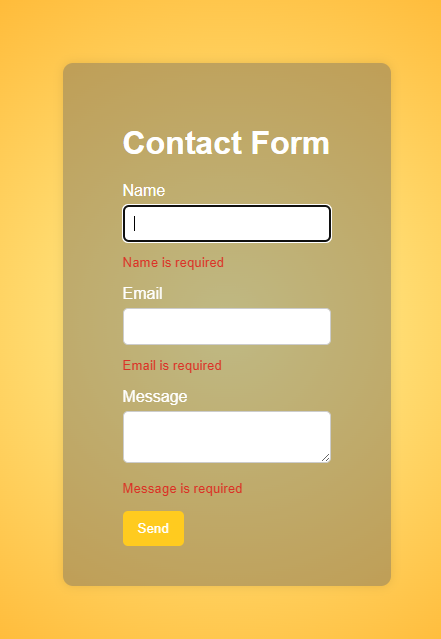 Contact Form
Name
Name is required
Email
Email is required
Message
Message is required
Send